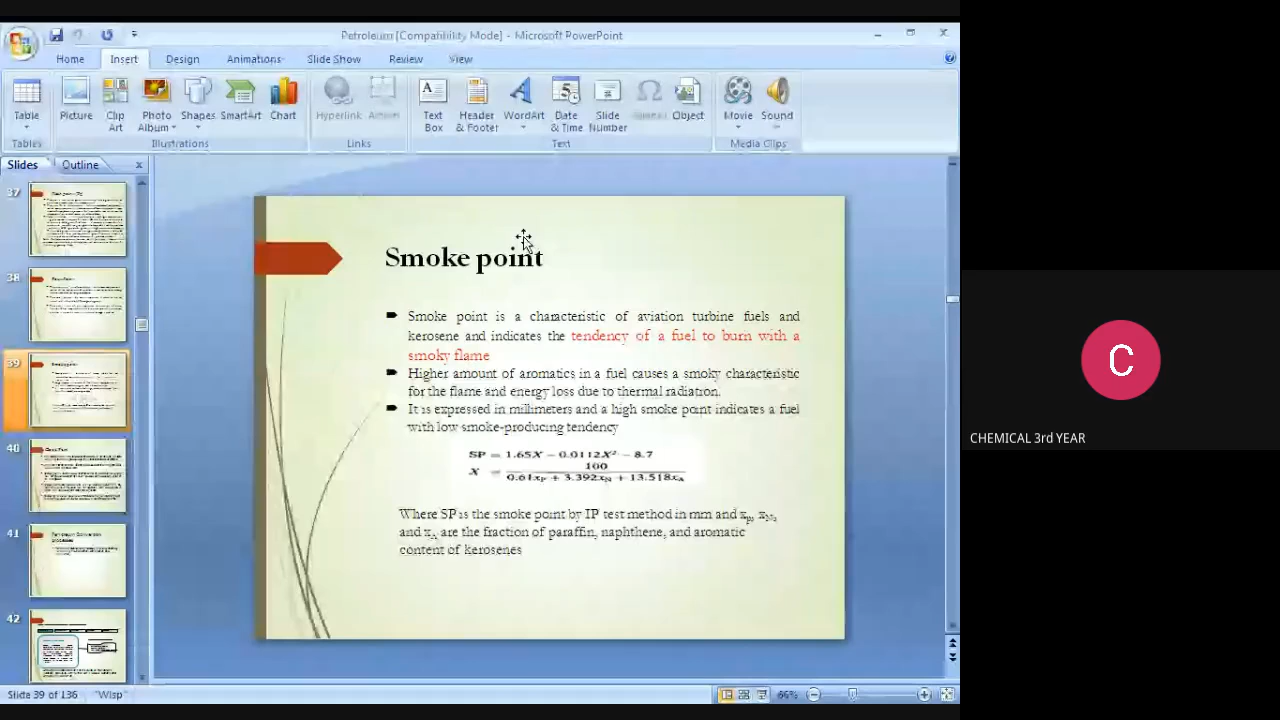 Petroleum [Compatibility Mode] - Microsoft PowerPoint
Home Insert Design Animations Slide Show Review View
Table Picture Clip Art Photo Album Shapes SmartArt Chart Hyperlink Action Text Box Header & Footer WordArt Date & Time Slide Number Symbol Object Movie Sound
Tables Illustrations Links Text Media Clips
Slides Outline
37
38
39
40
41
42
Smoke point
Smoke point is a characteristic of aviation turbine fuels and
kerosene and indicates the tendency of a fuel to burn with a
smoky flame
Higher amount of aromatics in a fuel causes a smoky characteristic
for the flame and energy loss due to thermal radiation.
It is expressed in millimeters and a high smoke point indicates a fuel
with low smoke-producing tendency
SP = 1.65X − 0.0112X² − 8.7
X = 100 / (0.61xP + 3.392xN + 13.518xA)
Where SP is the smoke point by IP test method in mm and xp, xN,
and xA are the fraction of paraffin, naphthene, and aromatic
content of kerosenes
Slide 39 of 136 "Wisp" 66%
C
CHEMICAL 3rd YEAR